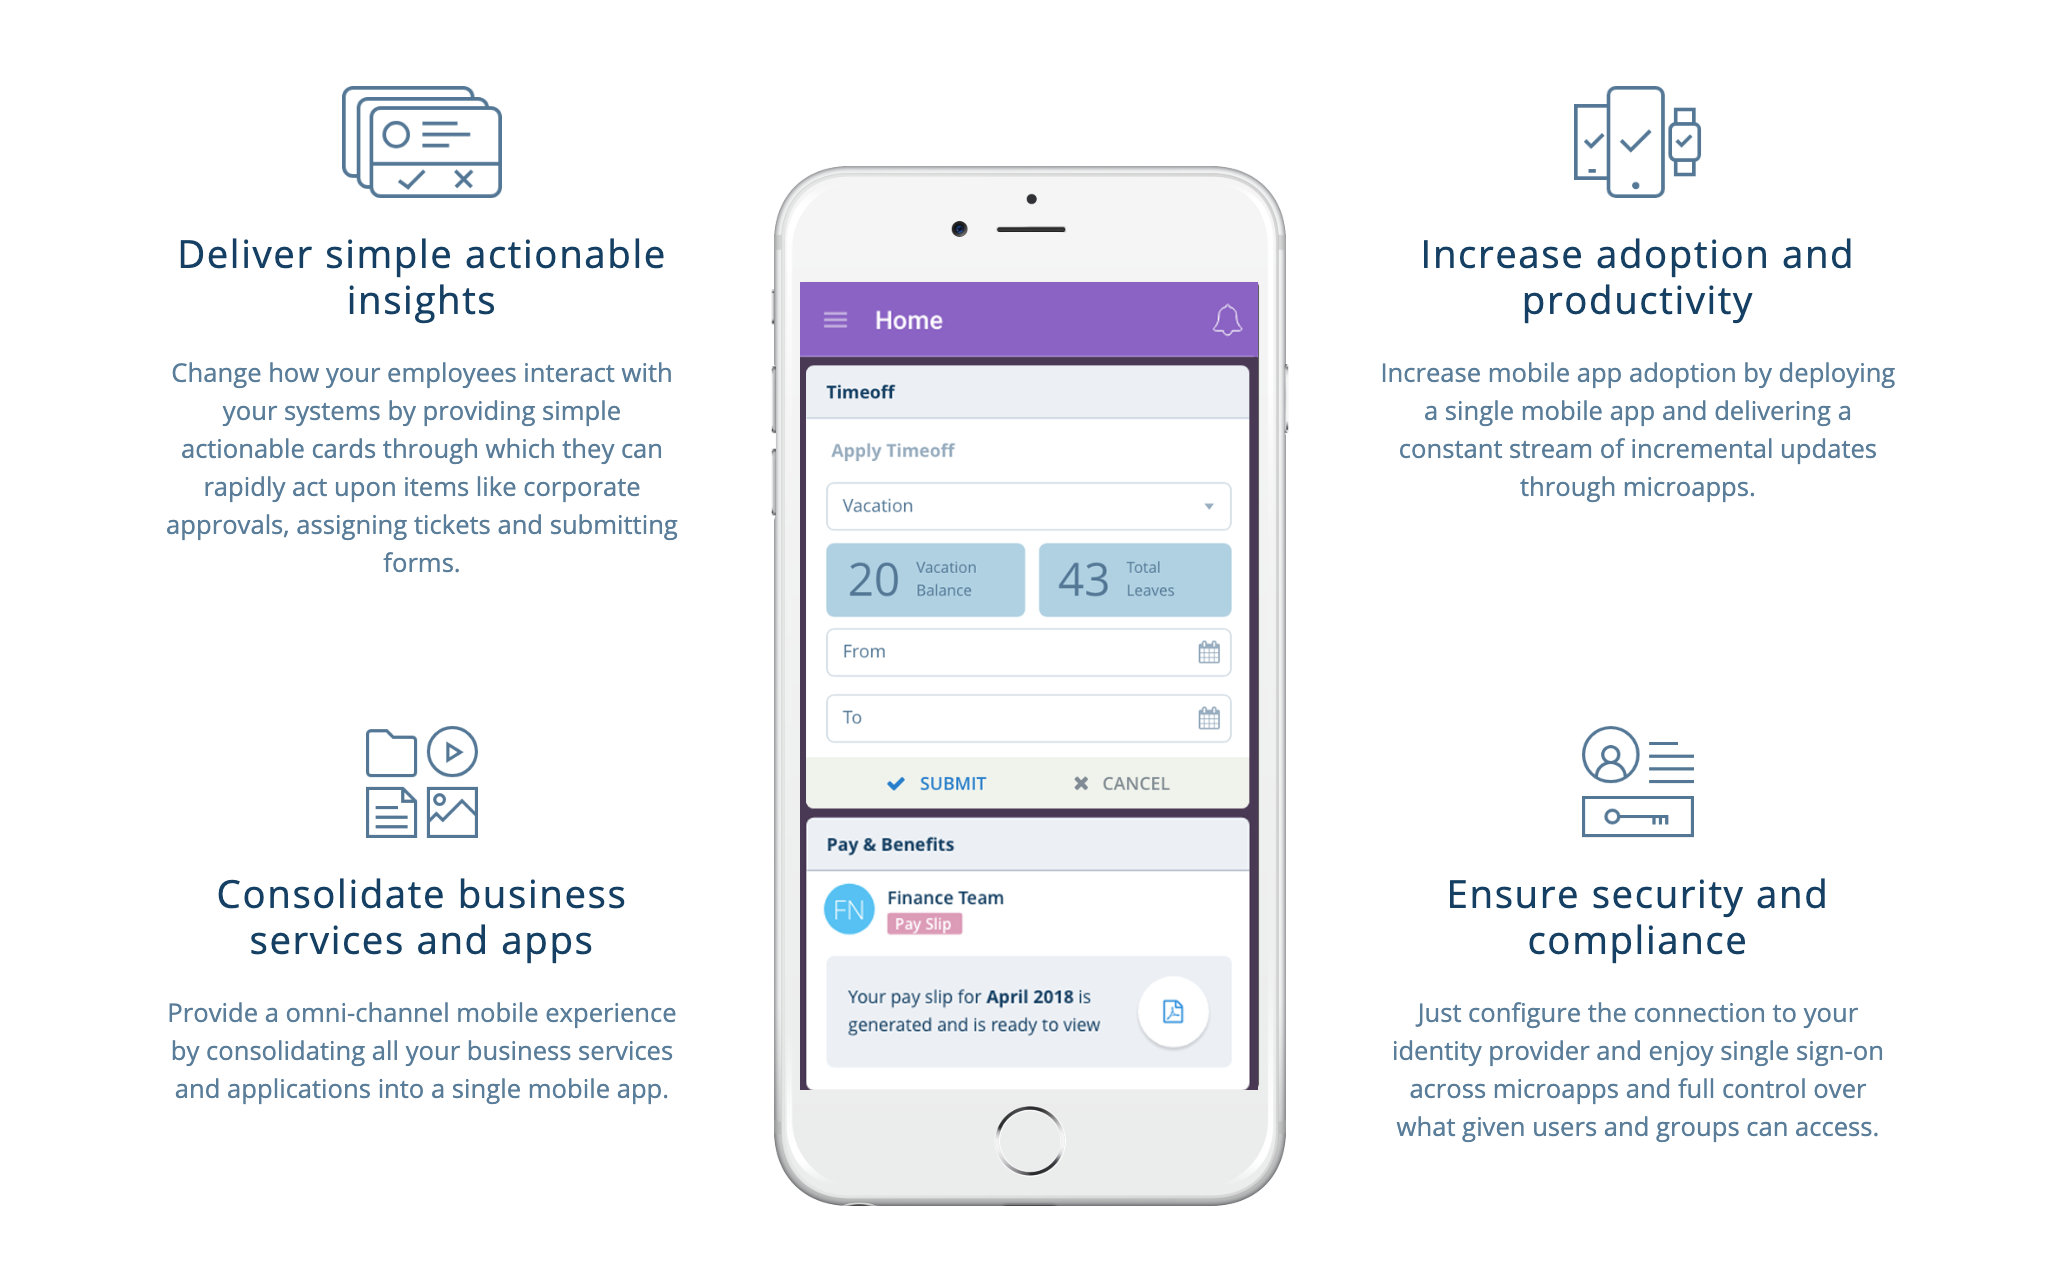 Deliver simple actionable
insights
Change how your employees interact with
your systems by providing simple
actionable cards through which they can
rapidly act upon items like corporate
approvals, assigning tickets and submitting
forms.
Consolidate business
services and apps
Provide a omni-channel mobile experience
by consolidating all your business services
and applications into a single mobile app.
Home
Timeoff
Apply Timeoff
Vacation
20 Vacation
Balance
43 Total
Leaves
From
To
SUBMIT CANCEL
Pay & Benefits
FN Finance Team
Pay Slip
Your pay slip for April 2018 is
generated and is ready to view
Increase adoption and
productivity
Increase mobile app adoption by deploying
a single mobile app and delivering a
constant stream of incremental updates
through microapps.
Ensure security and
compliance
Just configure the connection to your
identity provider and enjoy single sign-on
across microapps and full control over
what given users and groups can access.